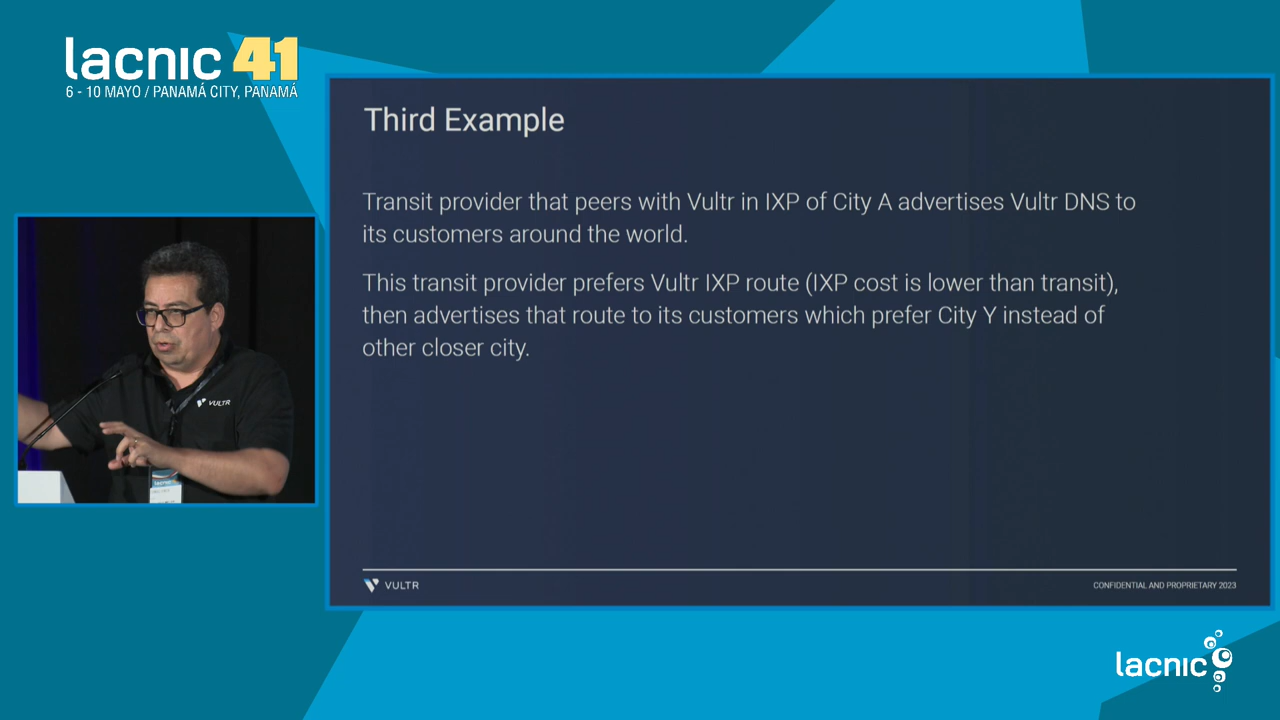 lacnic 41
6 - 10 MAYO / PANAMÁ CITY, PANAMÁ
Third Example
Transit provider that peers with Vultr in IXP of City A advertises Vultr DNS to
its customers around the world.
This transit provider prefers Vultr IXP route (IXP cost is lower than transit),
then advertises that route to its customers which prefer City Y instead of
other closer city.
VULTR
CONFIDENTIAL AND PROPRIETARY 2023
VULTR
lacnic
lacnic